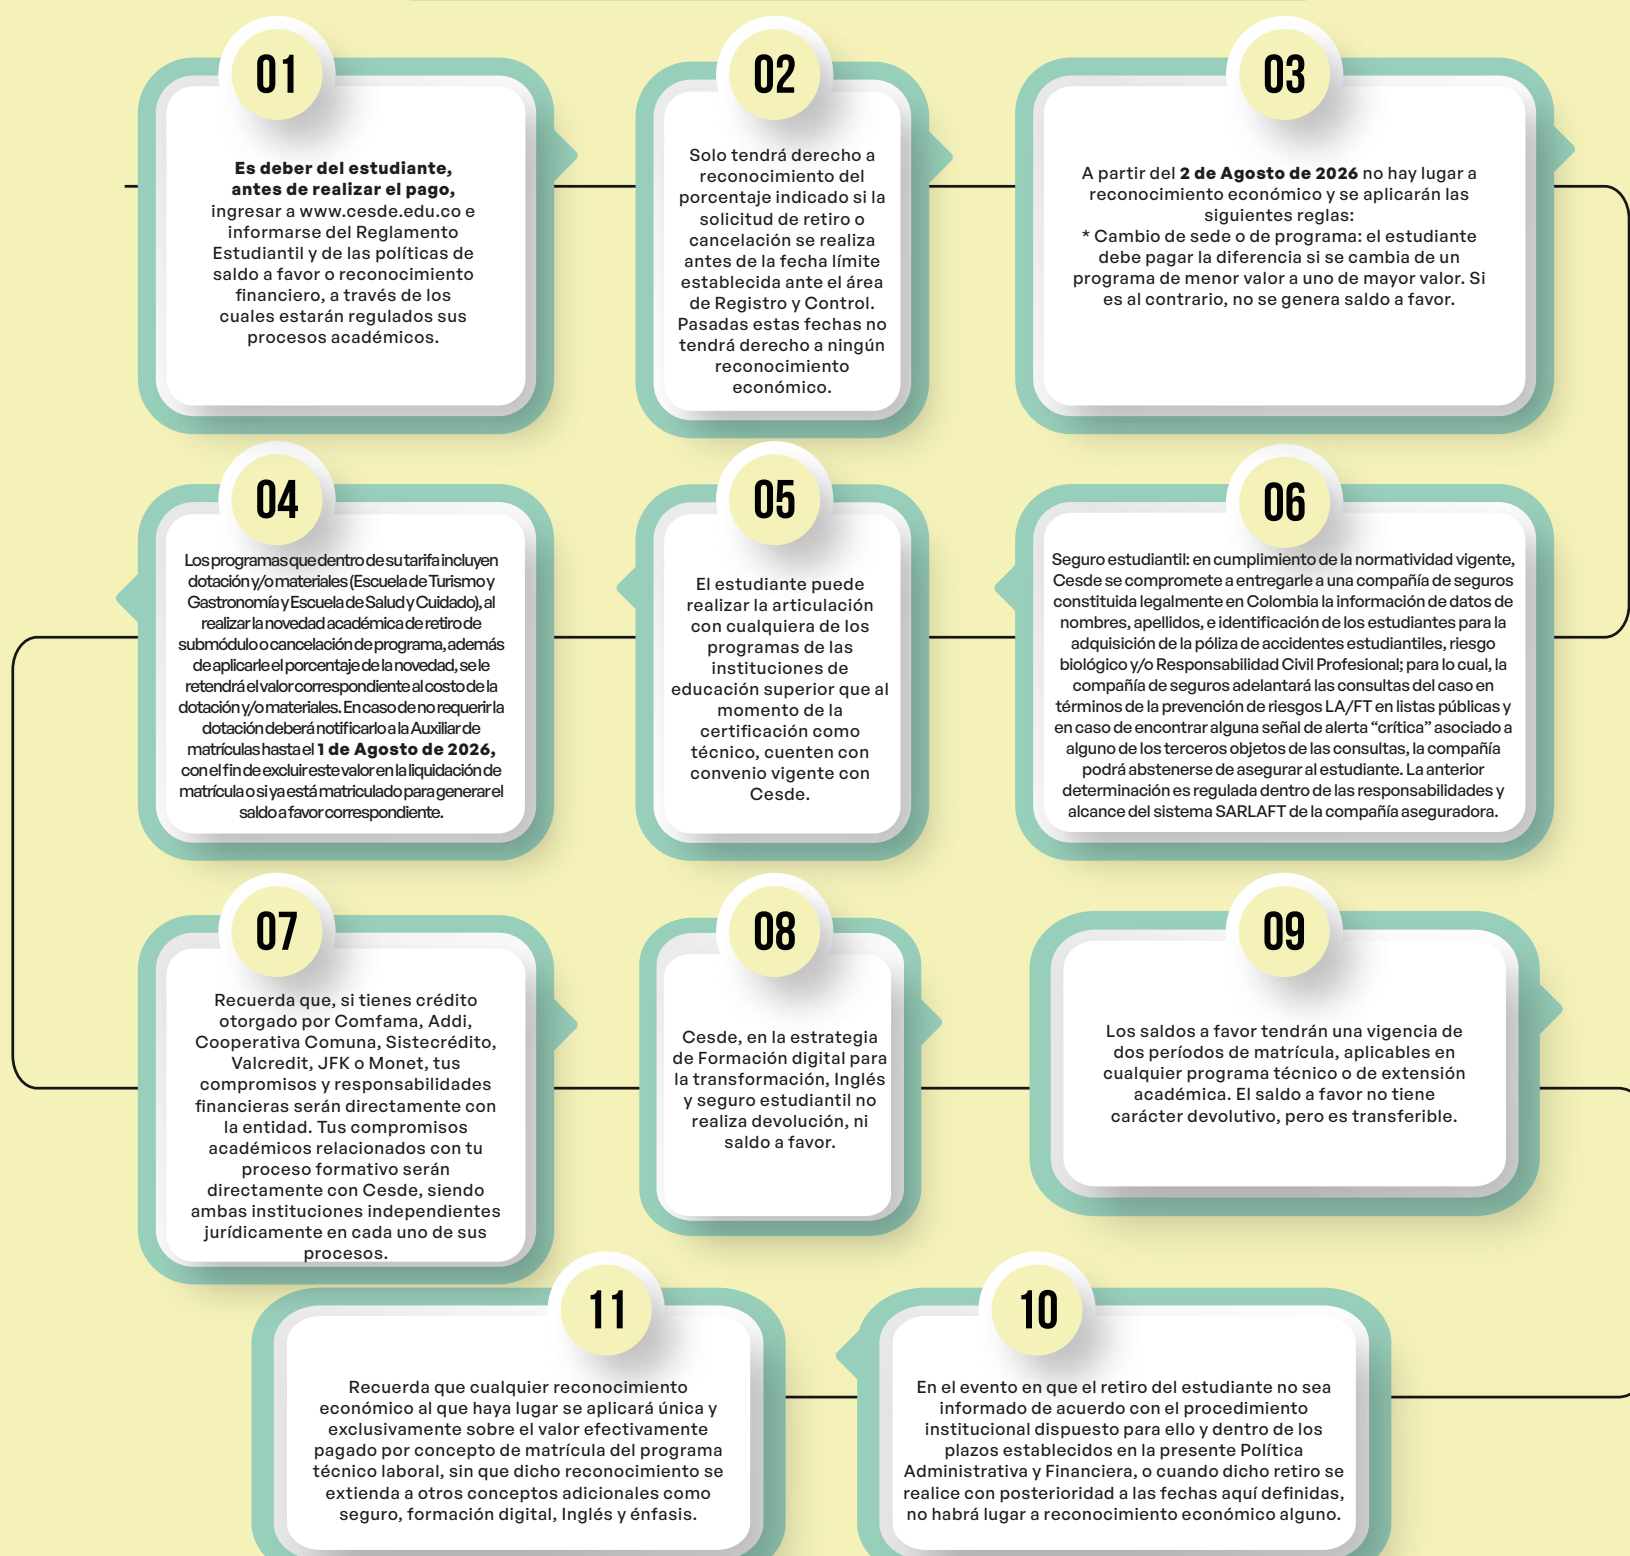 01
Es deber del estudiante,
antes de realizar el pago,
ingresar a www.cesde.edu.co e
informarse del Reglamento
Estudiantil y de las políticas de
saldo a favor o reconocimiento
financiero, a través de los
cuales estarán regulados sus
procesos académicos.
02
Solo tendrá derecho a
reconocimiento del
porcentaje indicado si la
solicitud de retiro o
cancelación se realiza
antes de la fecha límite
establecida ante el área
de Registro y Control.
Pasadas estas fechas no
tendrá derecho a ningún
reconocimiento
económico.
03
A partir del 2 de Agosto de 2026 no hay lugar a
reconocimiento económico y se aplicarán las
siguientes reglas:
* Cambio de sede o de programa: el estudiante
debe pagar la diferencia si se cambia de un
programa de menor valor a uno de mayor valor. Si
es al contrario, no se genera saldo a favor.
04
Los programas que dentro de su tarifa incluyen
dotación y/o materiales (Escuela de Turismo y
Gastronomía y Escuela de Salud y Cuidado), al
realizar la novedad académica de retiro de
submódulo o cancelación de programa, además
de aplicarle el porcentaje de la novedad, se le
retendrá el valor correspondiente al costo de la
dotación y/o materiales. En caso de no requerir la
dotación deberá notificarlo a la Auxiliar de
matrículas hasta el 1 de Agosto de 2026,
con el fin de excluir este valor en la liquidación de
matrícula o si ya está matriculado para generar el
saldo a favor correspondiente.
05
El estudiante puede
realizar la articulación
con cualquiera de los
programas de las
instituciones de
educación superior que al
momento de la
certificación como
técnico, cuenten con
convenio vigente con
Cesde.
06
Seguro estudiantil: en cumplimiento de la normatividad vigente,
Cesde se compromete a entregarle a una compañía de seguros
constituida legalmente en Colombia la información de datos de
nombres, apellidos, e identificación de los estudiantes para la
adquisición de la póliza de accidentes estudiantiles, riesgo
biológico y/o Responsabilidad Civil Profesional; para lo cual, la
compañía de seguros adelantará las consultas del caso en
términos de la prevención de riesgos LA/FT en listas públicas y
en caso de encontrar alguna señal de alerta “crítica” asociado a
alguno de los terceros objetos de las consultas, la compañía
podrá abstenerse de asegurar al estudiante. La anterior
determinación es regulada dentro de las responsabilidades y
alcance del sistema SARLAFT de la compañía aseguradora.
07
Recuerda que, si tienes crédito
otorgado por Comfama, Addi,
Cooperativa Comuna, Sistecrédito,
Valcredit, JFK o Monet, tus
compromisos y responsabilidades
financieras serán directamente con
la entidad. Tus compromisos
académicos relacionados con tu
proceso formativo serán
directamente con Cesde, siendo
ambas instituciones independientes
jurídicamente en cada uno de sus
procesos.
08
Cesde, en la estrategia
de Formación digital para
la transformación, Inglés
y seguro estudiantil no
realiza devolución, ni
saldo a favor.
09
Los saldos a favor tendrán una vigencia de
dos períodos de matrícula, aplicables en
cualquier programa técnico o de extensión
académica. El saldo a favor no tiene
carácter devolutivo, pero es transferible.
11
Recuerda que cualquier reconocimiento
económico al que haya lugar se aplicará única y
exclusivamente sobre el valor efectivamente
pagado por concepto de matrícula del programa
técnico laboral, sin que dicho reconocimiento se
extienda a otros conceptos adicionales como
seguro, formación digital, Inglés y énfasis.
10
En el evento en que el retiro del estudiante no sea
informado de acuerdo con el procedimiento
institucional dispuesto para ello y dentro de los
plazos establecidos en la presente Política
Administrativa y Financiera, o cuando dicho retiro se
realice con posterioridad a las fechas aquí definidas,
no habrá lugar a reconocimiento económico alguno.